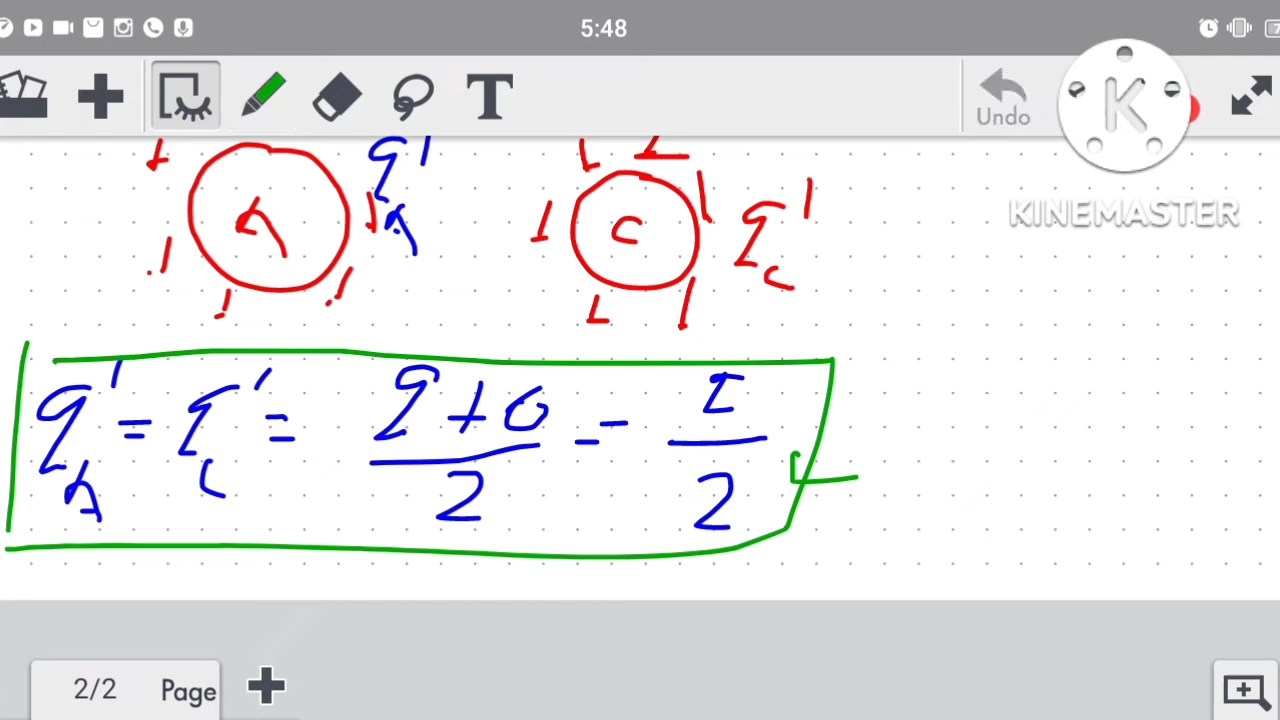 5:48
T
Undo
K
KINEMASTER
A q'A
C q'C
q'A = q'C = q+0/2 = q/2
2/2 Page